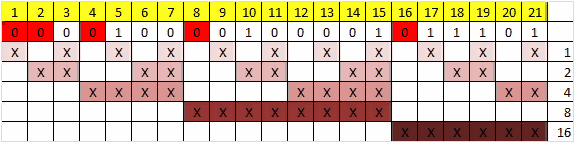 1 2 3 4 5 6 7 8 9 10 11 12 13 14 15 16 17 18 19 20 21
0 0 0 0 1 0 0 0 0 1 0 0 0 0 1 0 1 1 1 0 1
X X X X X X X X X X X 1
X X X X X X X X X X 2
X X X X X X X X X X 4
X X X X X X X X 8
X X X X X X 16